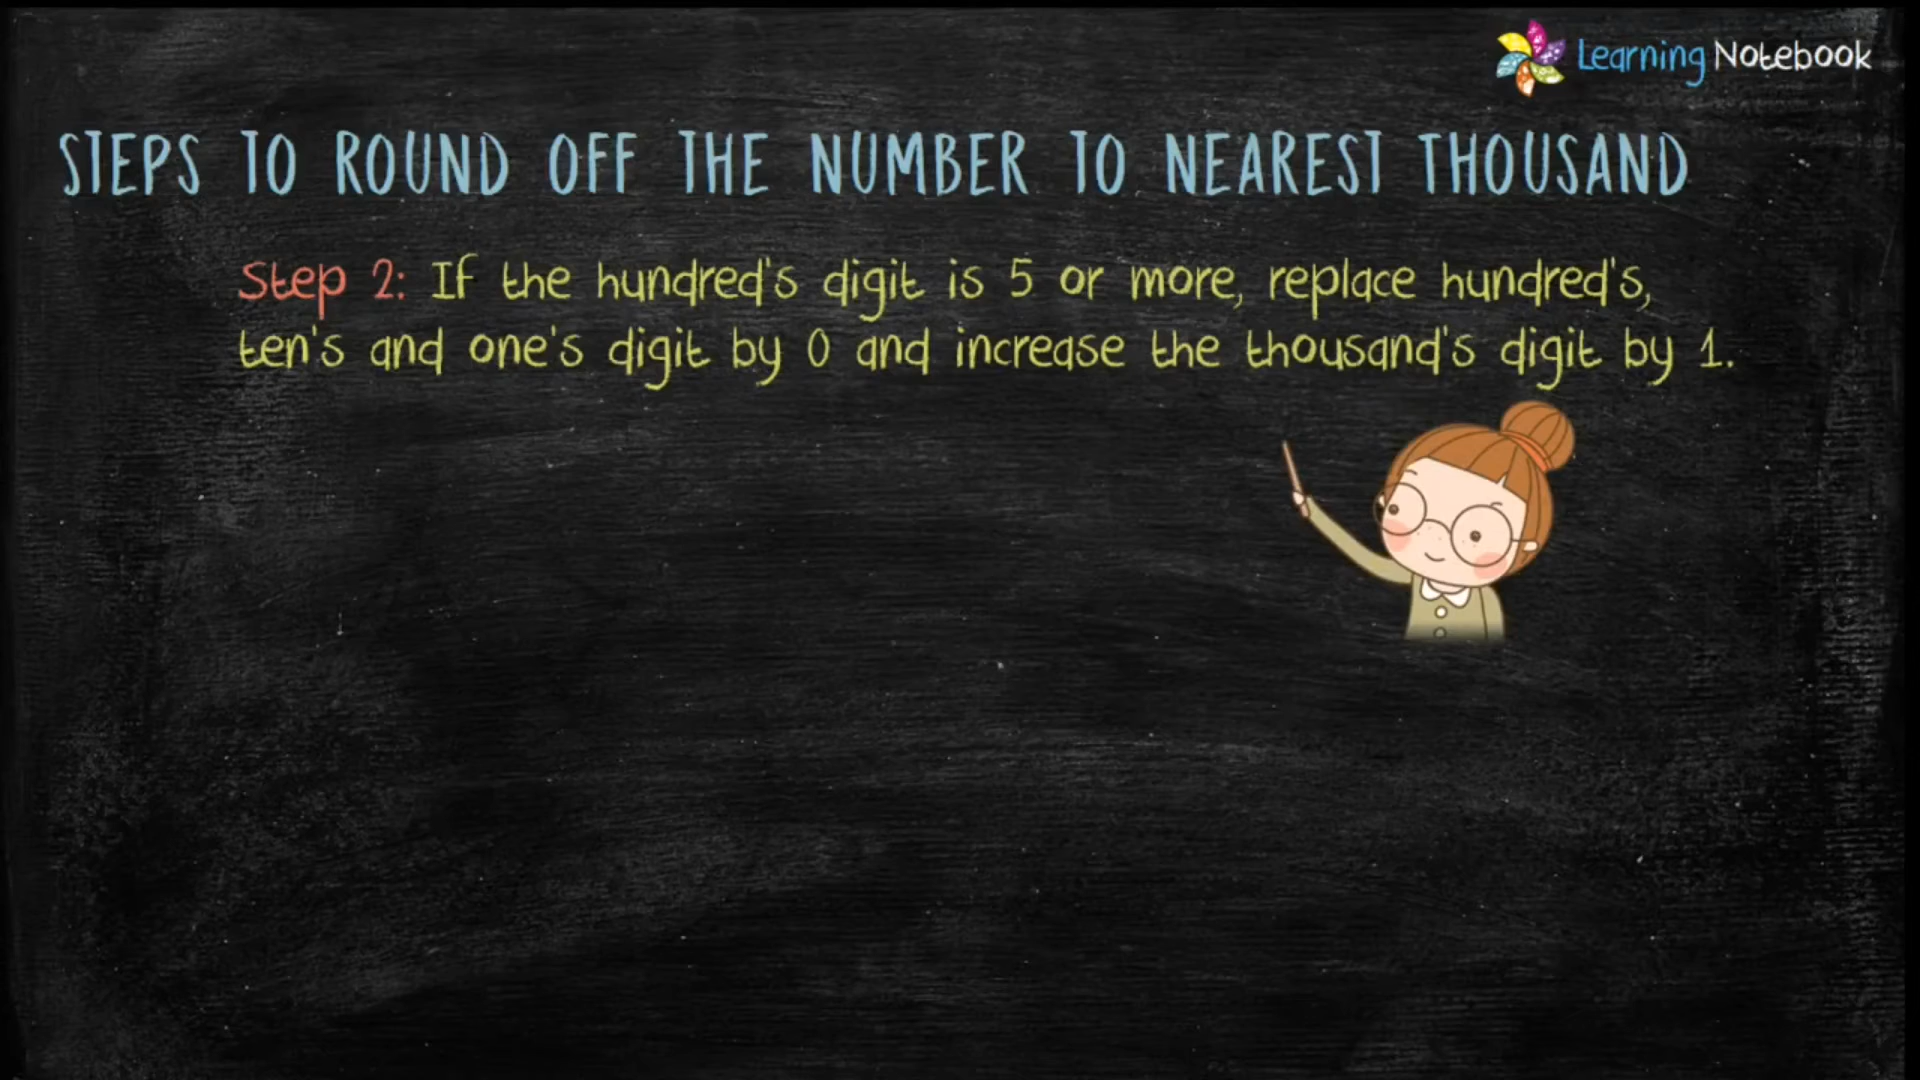 Learning Notebook
STEPS TO ROUND OFF THE NUMBER TO NEAREST THOUSAND
Step 2: If the hundred's digit is 5 or more, replace hundred's,
ten's and one's digit by 0 and increase the thousand's digit by 1.